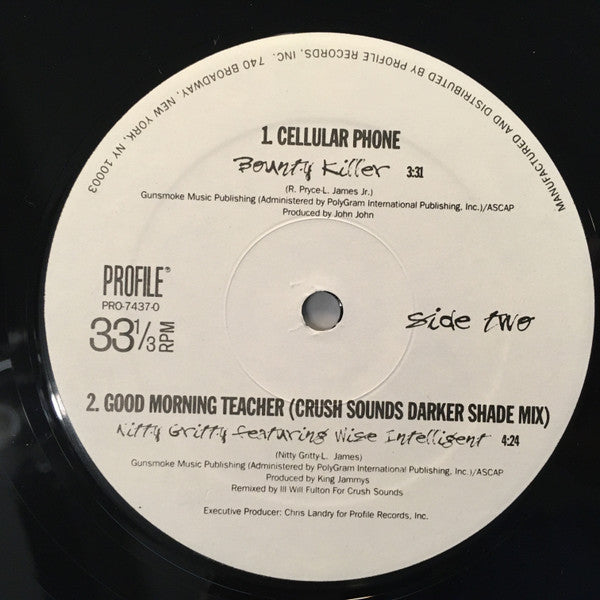 MANUFACTURED AND DISTRIBUTED BY PROFILE RECORDS, INC. 740 BROADWAY, NEW YORK, NY 10003
1. CELLULAR PHONE
Bounty Killer 3:31
(R. Pryce-L. James Jr.)
Gunsmoke Music Publishing (Administered by PolyGram International Publishing, Inc.)/ASCAP
Produced by John John
PROFILE®
PRO-7437-0
33 1/3 RPM
side two
2. GOOD MORNING TEACHER (CRUSH SOUNDS DARKER SHADE MIX)
Nitty Gritty featuring Wise Intelligent 4:24
(Nitty Gritty-L. James)
Gunsmoke Music Publishing (Administered by PolyGram International Publishing, Inc.)/ASCAP
Produced by King Jammys
Remixed by Ill Will Fulton For Crush Sounds
Executive Producer: Chris Landry for Profile Records, Inc.